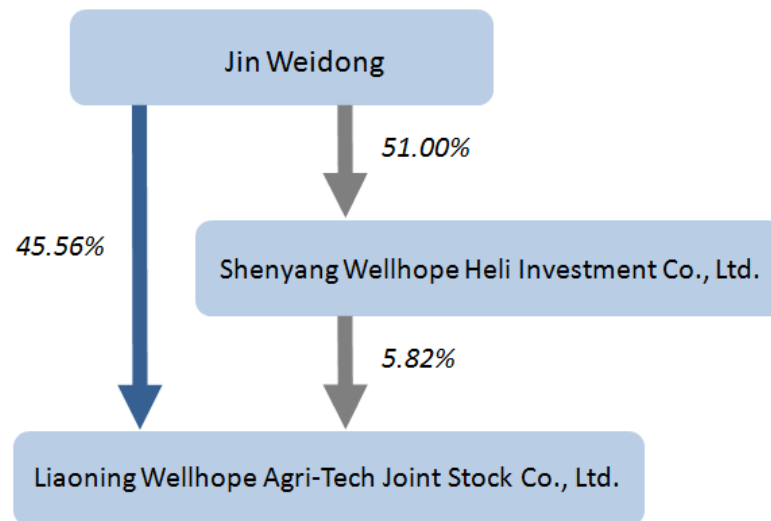 Jin Weidong
51.00%
45.56%
Shenyang Wellhope Heli Investment Co., Ltd.
5.82%
Liaoning Wellhope Agri-Tech Joint Stock Co., Ltd.